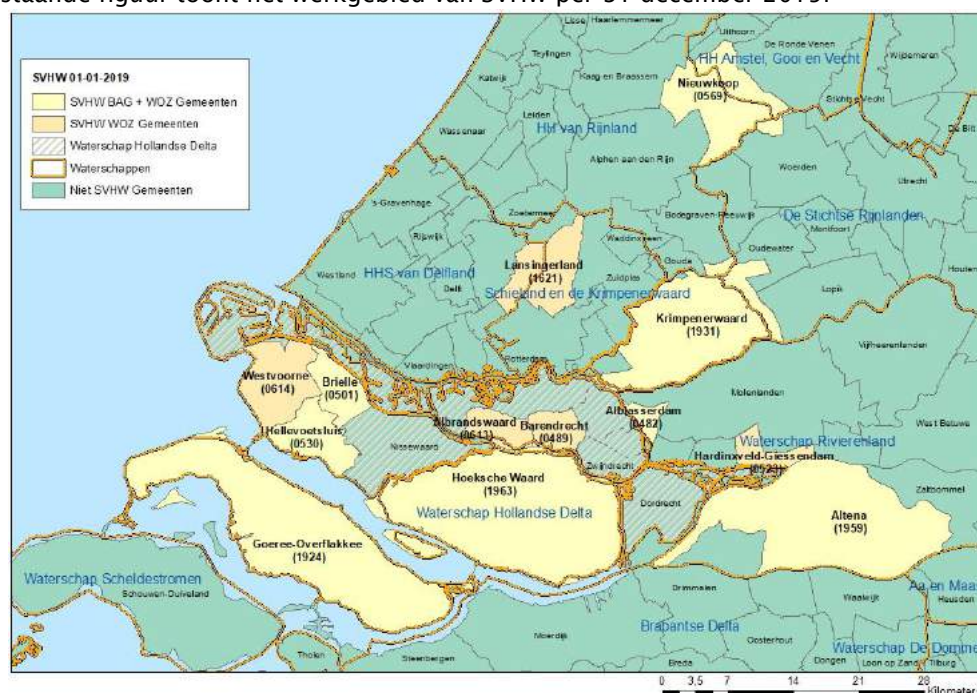 staande figuur toont het werkgebied van SVHW per 31 december 2019.
SVHW 01-01-2019
SVHW BAG + WOZ Gemeenten
SVHW WOZ Gemeenten
Waterschap Hollandse Delta
Waterschappen
Niet SVHW Gemeenten
Lisse
Haarlemmermeer
Uithoorn
De Ronde Venen
Wijdemeren
HH Amstel, Gooi en Vecht
Teylingen
Katwijk
Kaag en Braassem
Nieuwkoop
(0569)
Stichtse Vecht
Leiden
HH van Rijnland
De Bilt
Wassenaar
Alphen aan den Rijn
Woerden
Utrecht
's-Gravenhage
Zoetermeer
Bodegraven-Reeuwijk
De Stichtse Rijnlanden
Montfoort
Rijswijk
Waddinxveen
Oudewater
Gouda
Houten
Westland
HHS van Delfland
Delft
Lansingerland
(1621)
Zuidplas
Schieland en de Krimpenerwaard
Lopik
Krimpenerwaard
(1931)
Vijfheerenlanden
Vlaardingen
Rotterdam
Westvoorne
(0614)
Brielle
(0501)
Molenlanden
Hellevoetsluis
(0530)
Nissewaard
Albrandswaard
(0613)
Barendrecht
(0489)
Alblasserdam
(0482)
West Betuwe
Waterschap Rivierenland
Zwijndrecht
Hardinxveld-Giessendam
(0523)
Hoeksche Waard
(1963)
Dordrecht
Zaltbommel
Waterschap Hollandse Delta
Altena
(1959)
Goeree-Overflakkee
(1924)
Waterschap Scheldestromen
Schouwen-Duiveland
Drimmelen
Aa en Maa
Waalwijk
Heusden
Moerdijk
Brabantse Delta
Oosterhout
Waterschap De Domme
Tholen
Steenbergen
Breda
Dongen
Loon op Zand
Tilburg
0 3,5 7 14 21 28
Kilometer